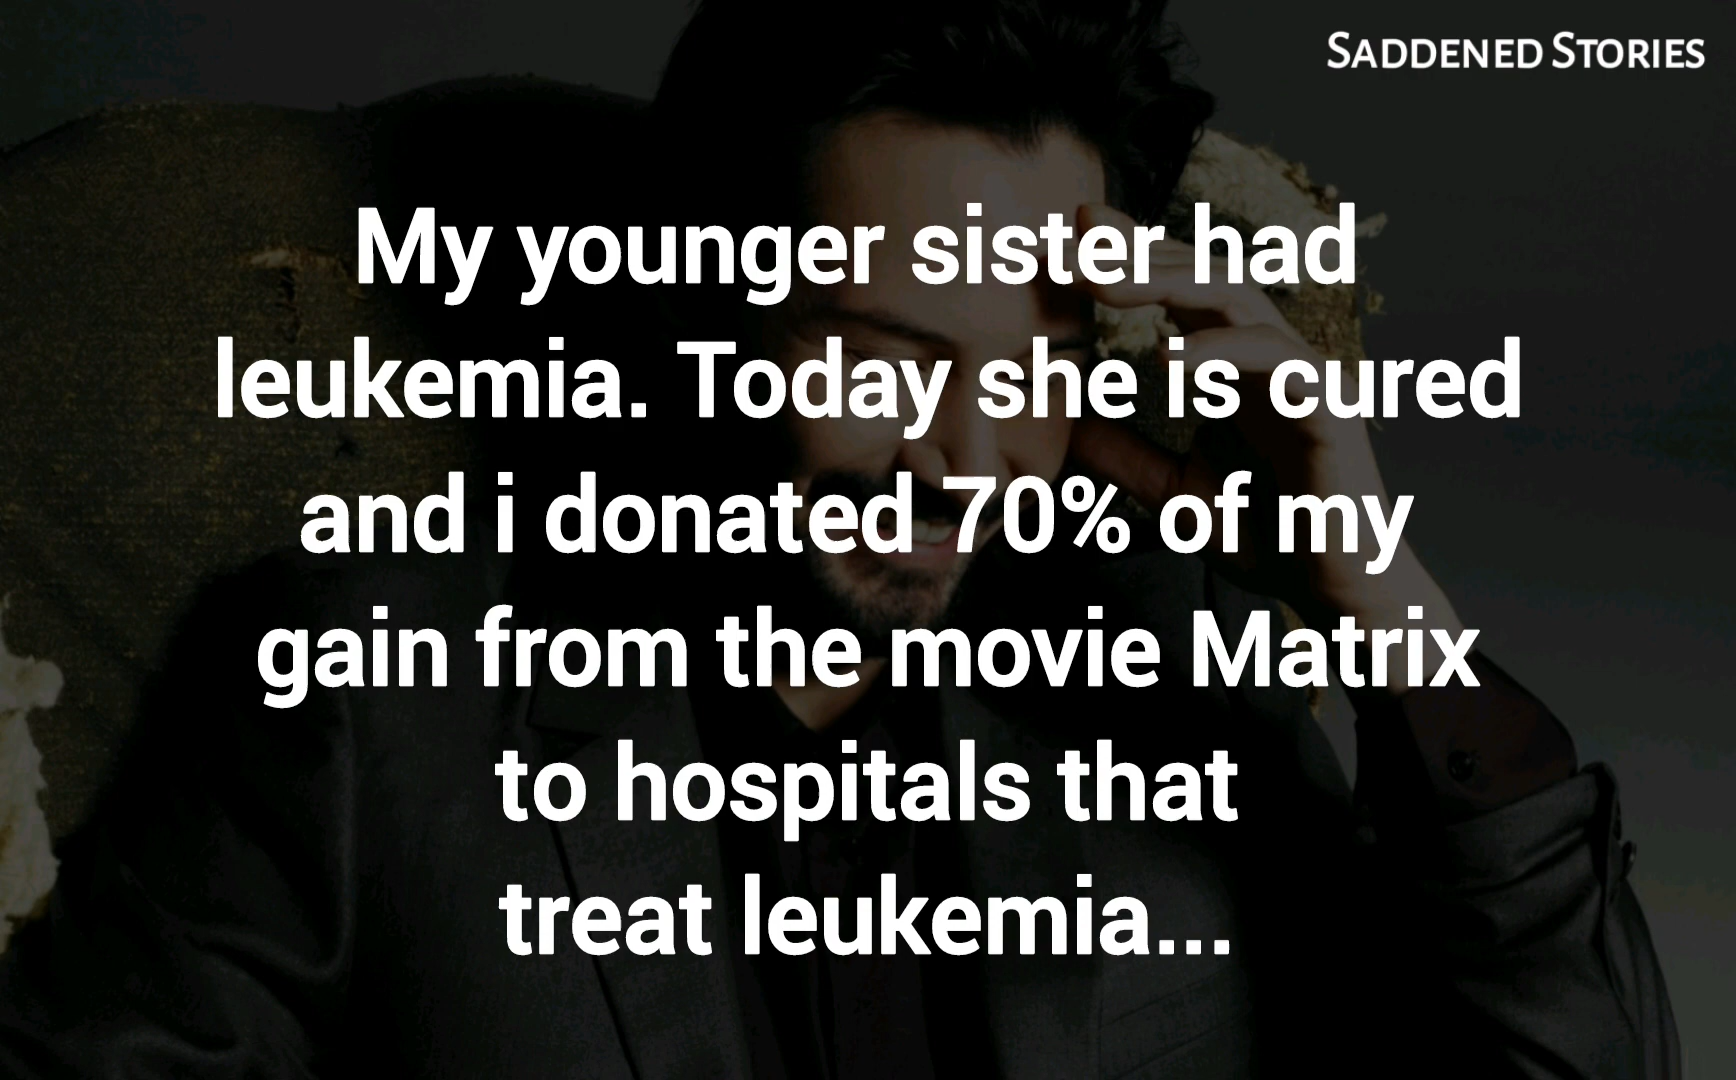 SADDENED STORIES
My younger sister had
leukemia. Today she is cured
and i donated 70% of my
gain from the movie Matrix
to hospitals that
treat leukemia...